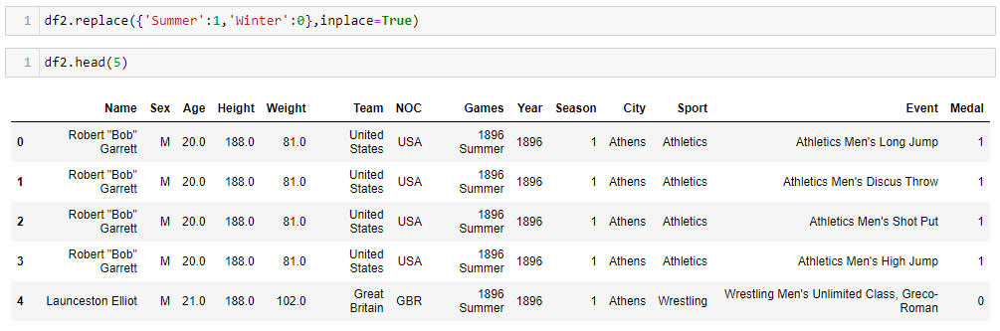 1 df2.replace({'Summer':1,'Winter':0},inplace=True)
1 df2.head(5)
Name Sex Age Height Weight Team NOC Games Year Season City Sport Event Medal
0 Robert "Bob" Garrett M 20.0 188.0 81.0 United States USA 1896 Summer 1896 1 Athens Athletics Athletics Men's Long Jump 1
1 Robert "Bob" Garrett M 20.0 188.0 81.0 United States USA 1896 Summer 1896 1 Athens Athletics Athletics Men's Discus Throw 1
2 Robert "Bob" Garrett M 20.0 188.0 81.0 United States USA 1896 Summer 1896 1 Athens Athletics Athletics Men's Shot Put 1
3 Robert "Bob" Garrett M 20.0 188.0 81.0 United States USA 1896 Summer 1896 1 Athens Athletics Athletics Men's High Jump 1
4 Launceston Elliot M 21.0 188.0 102.0 Great Britain GBR 1896 Summer 1896 1 Athens Wrestling Wrestling Men's Unlimited Class, Greco-Roman 0